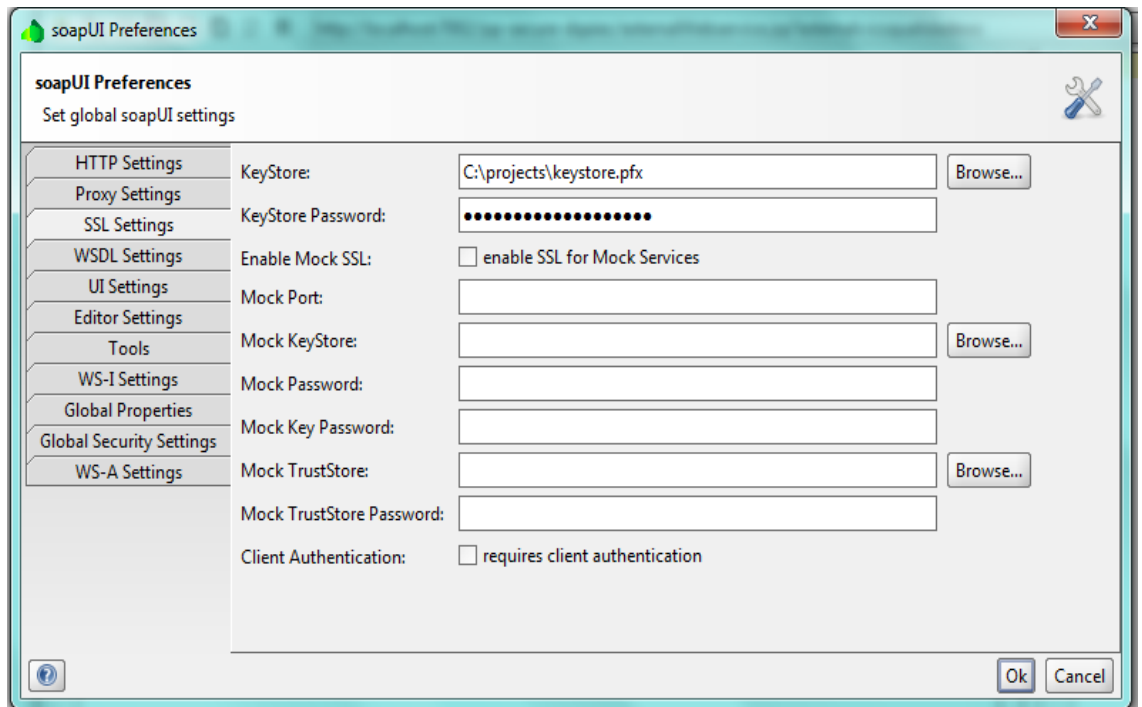 soapUI Preferences
soapUI Preferences
Set global soapUI settings
HTTP Settings
Proxy Settings
SSL Settings
WSDL Settings
UI Settings
Editor Settings
Tools
WS-I Settings
Global Properties
Global Security Settings
WS-A Settings
KeyStore: C:\projects\keystore.pfx Browse...
KeyStore Password: •••••••••••••••••••
Enable Mock SSL: enable SSL for Mock Services
Mock Port:
Mock KeyStore: Browse...
Mock Password:
Mock Key Password:
Mock TrustStore: Browse...
Mock TrustStore Password:
Client Authentication: requires client authentication
Ok Cancel